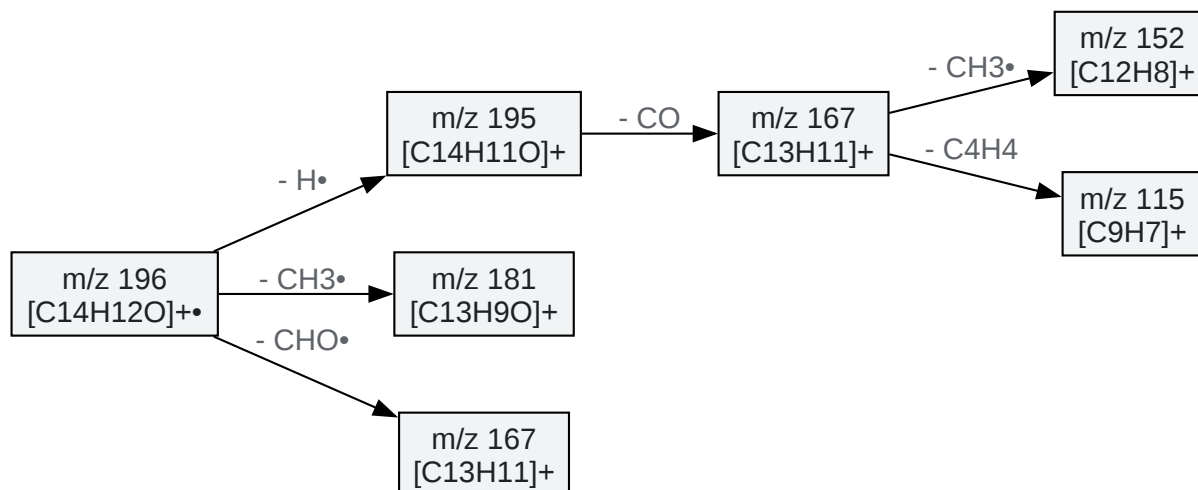 m/z 152
[C12H8]+
- CH3•
m/z 195
[C14H11O]+
- CO
m/z 167
[C13H11]+
- C4H4
- H•
m/z 115
[C9H7]+
m/z 196
[C14H12O]+•
- CH3•
m/z 181
[C13H9O]+
- CHO•
m/z 167
[C13H11]+